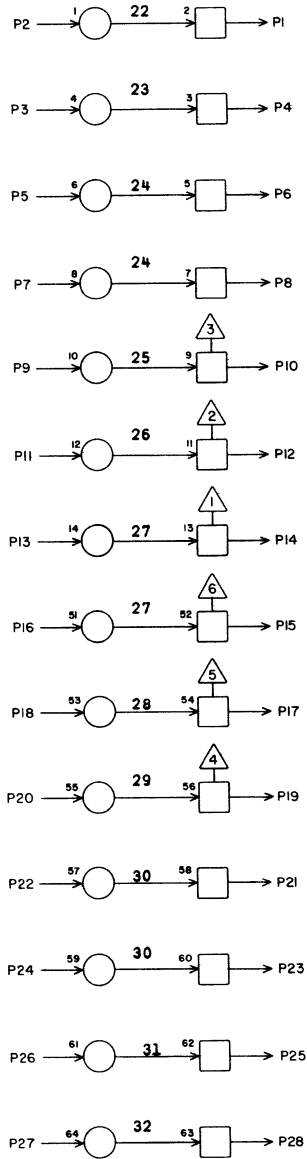 P2 1 22 2 P1
P3 4 23 3 P4
P5 6 24 5 P6
P7 8 24 7 P8
3
P9 10 25 9 P10
2
P11 12 26 11 P12
1
P13 14 27 13 P14
6
P16 51 27 52 P15
5
P18 53 28 54 P17
4
P20 55 29 56 P19
P22 57 30 58 P21
P24 59 30 60 P23
P26 61 31 62 P25
P27 64 32 63 P28